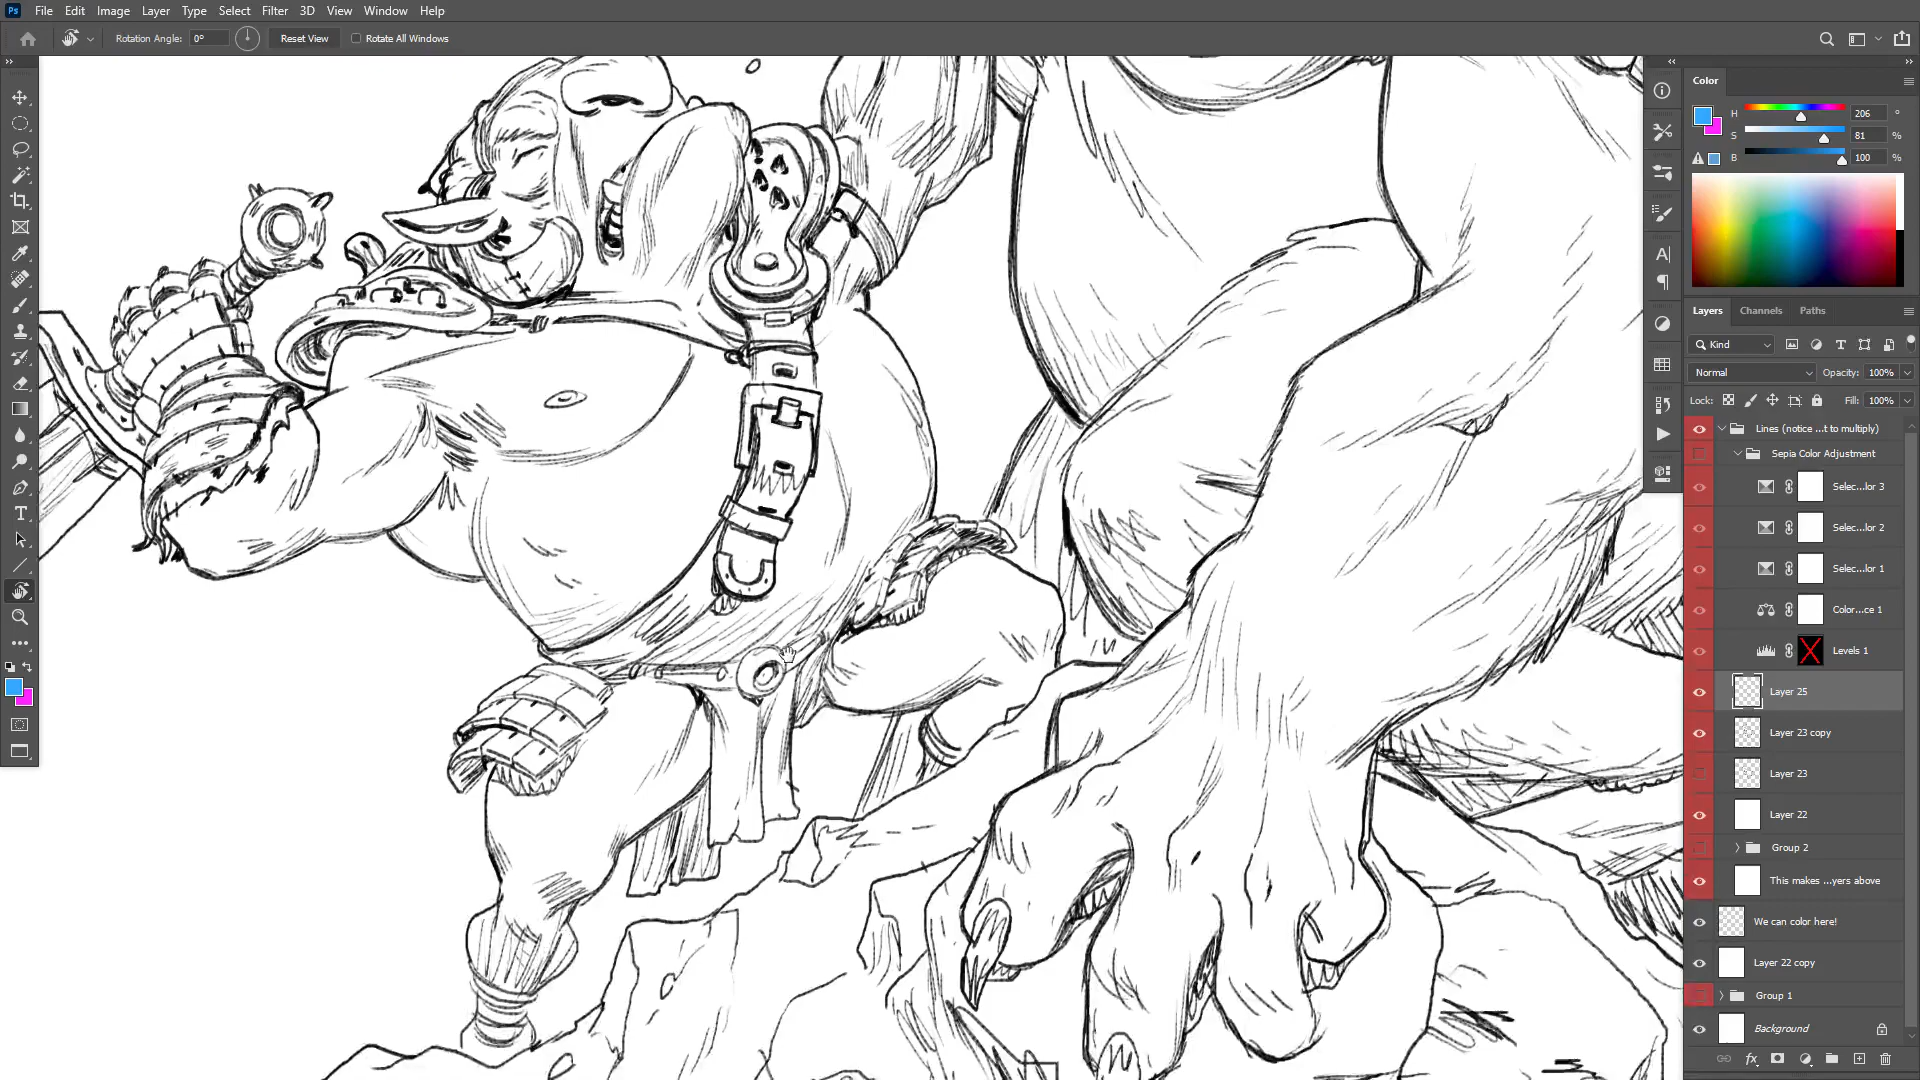 Ps File Edit Image Layer Type Select Filter 3D View Window Help
Rotation Angle: 0° Reset View Rotate All Windows
Color
H 206 °
S 81 %
B 100 %
Layers Channels Paths
Kind
Normal Opacity: 100%
Lock: Fill: 100%
Lines (notice ...t to multiply)
Sepia Color Adjustment
Selec...lor 3
Selec...lor 2
Selec...lor 1
Color...ce 1
Levels 1
Layer 25
Layer 23 copy
Layer 23
Layer 22
Group 2
This makes ...yers above
We can color here!
Layer 22 copy
Group 1
Background